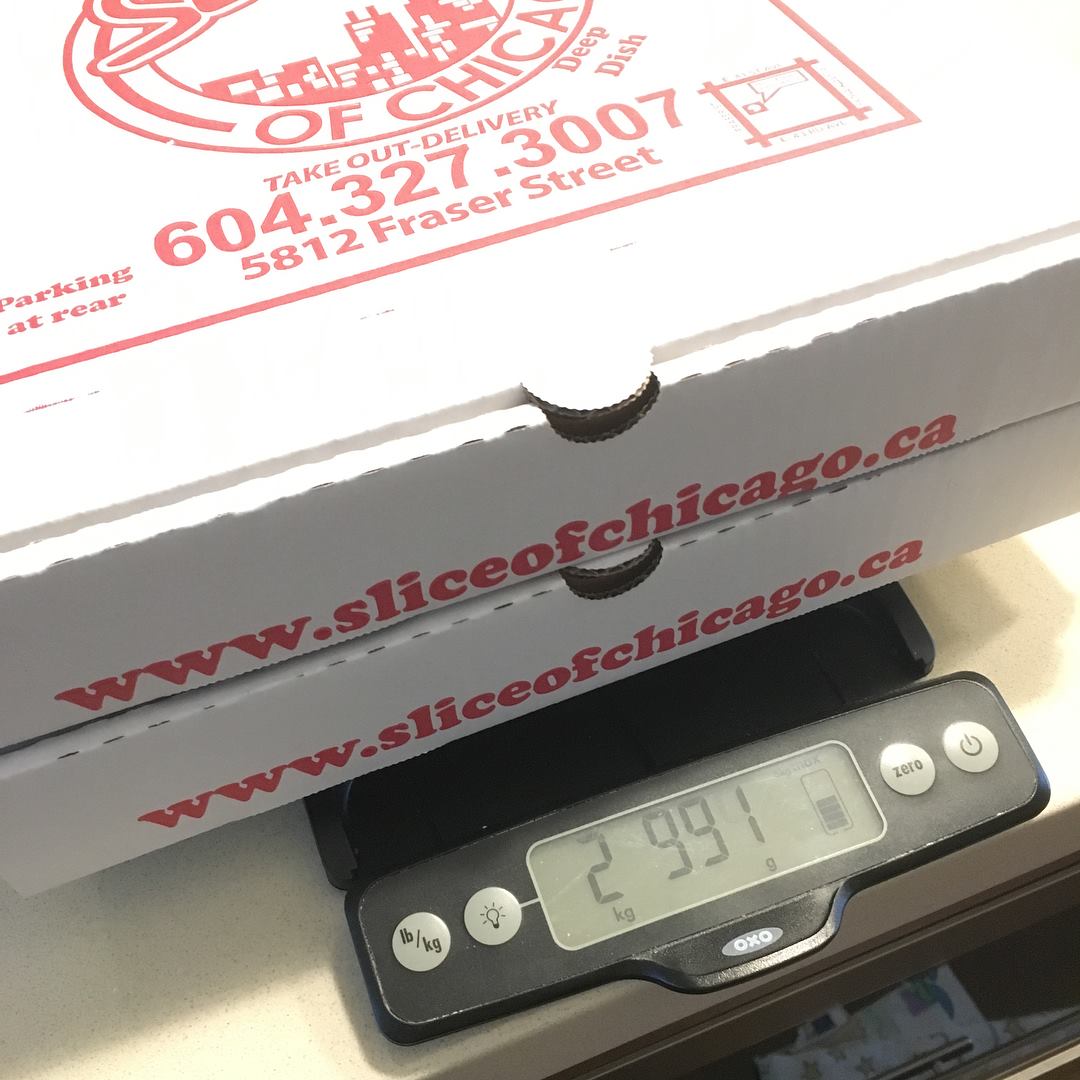 OF CHICAGO
Deep
Dish
TAKE OUT-DELIVERY
604.327.3007
5812 Fraser Street
Parking
at rear
www.sliceofchicago.ca
www.sliceofchicago.ca
zero
2 991
kg
g
lb/kg
OXO